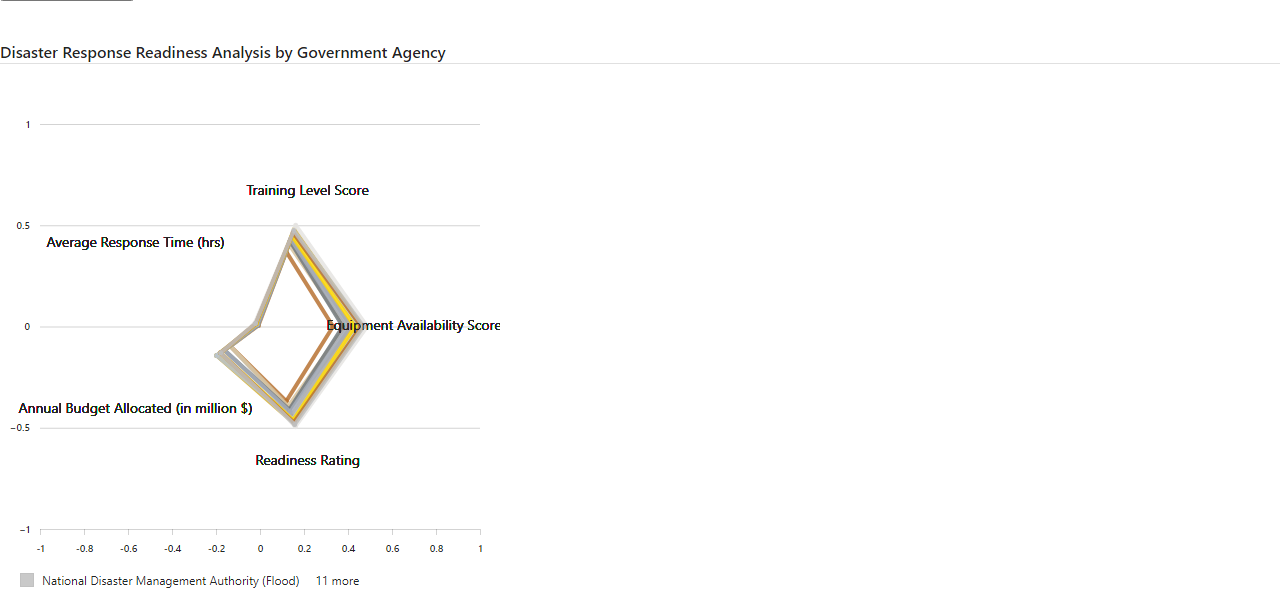 Disaster Response Readiness Analysis by Government Agency
1
Training Level Score
0.5
Average Response Time (hrs)
0
Equipment Availability Score
Annual Budget Allocated (in million $)
−0.5
Readiness Rating
−1
-1 -0.8 -0.6 -0.4 -0.2 0 0.2 0.4 0.6 0.8 1
National Disaster Management Authority (Flood) 11 more